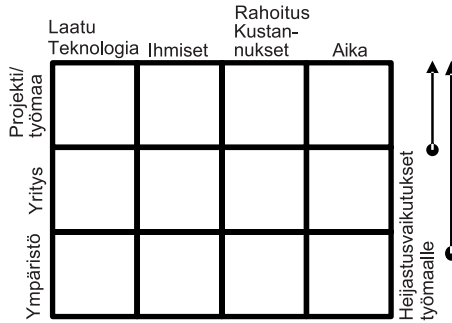 Laatu
Teknologia
Ihmiset
Rahoitus
Kustan-
nukset
Aika
Projekti/
työmaa
Yritys
Ympäristö
Heijastusvaikutukset
työmaalle